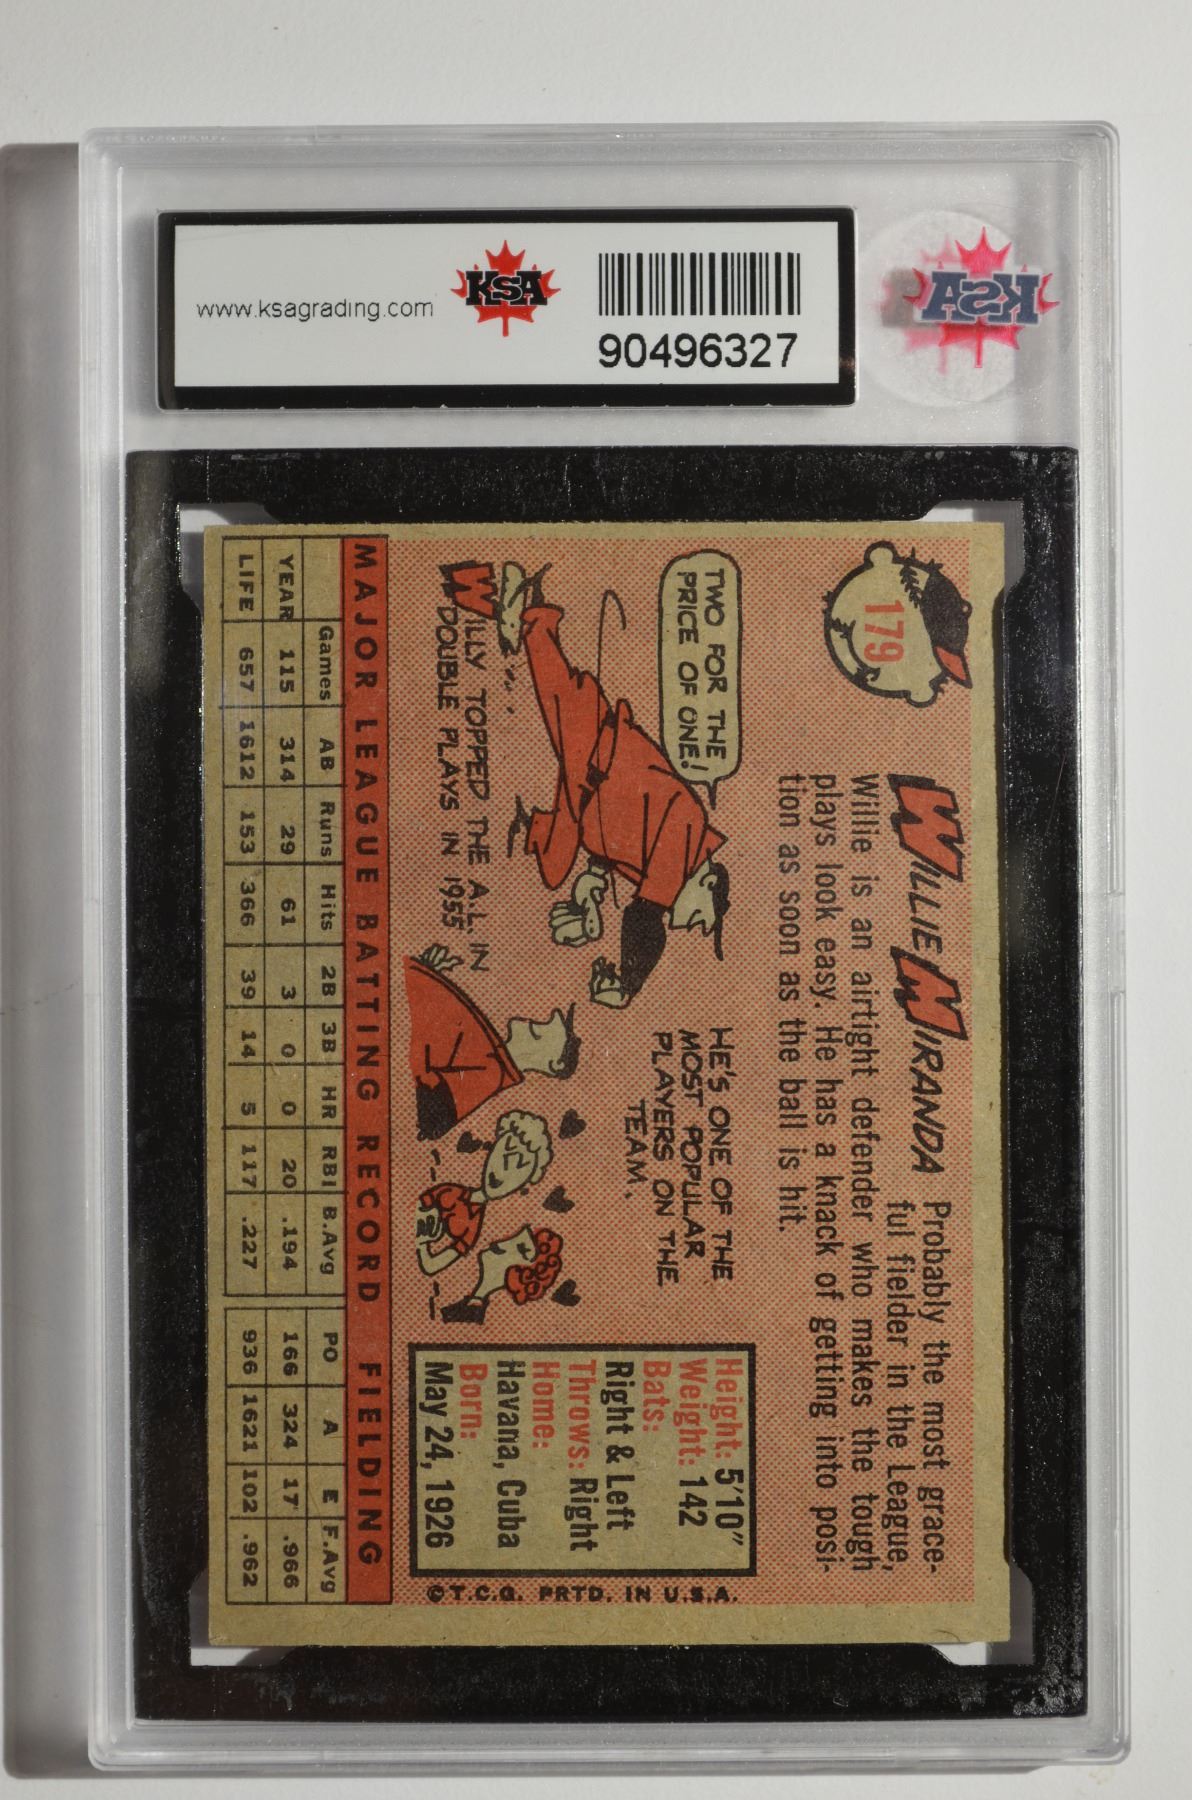 www.ksagrading.com
KSA
90496327
KSA
179
WILLIE MIRANDA
Probably the most grace-
ful fielder in the League,
Willie is an airtight defender who makes the tough
plays look easy. He has a knack of getting into posi-
tion as soon as the ball is hit.
TWO FOR THE
PRICE OF ONE!
WILLY TOPPED THE A.L. IN
DOUBLE PLAYS IN 1955
HE'S ONE OF THE
MOST POPULAR
PLAYERS ON THE
TEAM.
Height: 5'10"
Weight: 142
Bats:
Right & Left
Throws: Right
Home:
Havana, Cuba
Born:
May 24, 1926
©T.C.G. PRTD. IN U.S.A.
MAJOR LEAGUE BATTING RECORD FIELDING
Games AB Runs Hits 2B 3B HR RBI B.Avg PO A E F.Avg
YEAR 115 314 29 61 3 0 0 20 .194 166 324 17 .966
LIFE 657 1612 153 366 39 14 5 117 .227 936 1621 102 .962